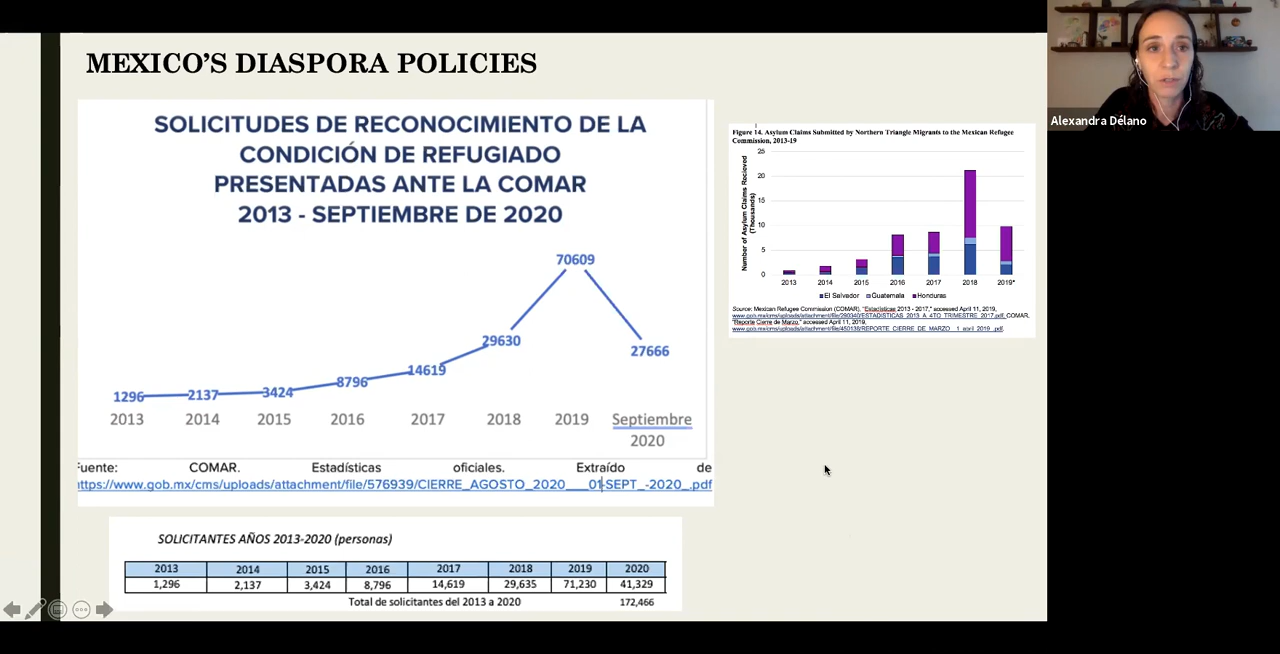 MEXICO'S DIASPORA POLICIES
SOLICITUDES DE RECONOCIMIENTO DE LA
CONDICIÓN DE REFUGIADO
PRESENTADAS ANTE LA COMAR
2013 - SEPTIEMBRE DE 2020
70609
29630
27666
14619
8796
3424
2137
1296
2013 2014 2015 2016 2017 2018 2019 Septiembre
2020
Fuente: COMAR. Estadísticas oficiales. Extraído de
https://www.gob.mx/cms/uploads/attachment/file/576939/CIERRE_AGOSTO_2020___01-SEPT_-2020_.pdf
SOLICITANTES AÑOS 2013-2020 (personas)
2013 2014 2015 2016 2017 2018 2019 2020
1,296 2,137 3,424 8,796 14,619 29,635 71,230 41,329
Total de solicitantes del 2013 a 2020 172,466
Figure 14. Asylum Claims Submitted by Northern Triangle Migrants to the Mexican Refugee
Commission, 2013-19
Number of Asylum Claims Recieved
(Thousands)
25
20
15
10
5
0
2013 2014 2015 2016 2017 2018 2019*
El Salvador Guatemala Honduras
Source: Mexican Refugee Commission (COMAR), "Estadísticas 2013 - 2017," accessed April 11, 2019,
www.gob.mx/cms/uploads/attachment/file/290340/ESTADISTICAS_2013_A_4TO_TRIMESTRE_2017.pdf; COMAR,
"Reporte Cierre de Marzo," accessed April 11, 2019,
www.gob.mx/cms/uploads/attachment/file/450136/REPORTE_CIERRE_DE_MARZO__1_abril_2019_.pdf.
Alexandra Délano